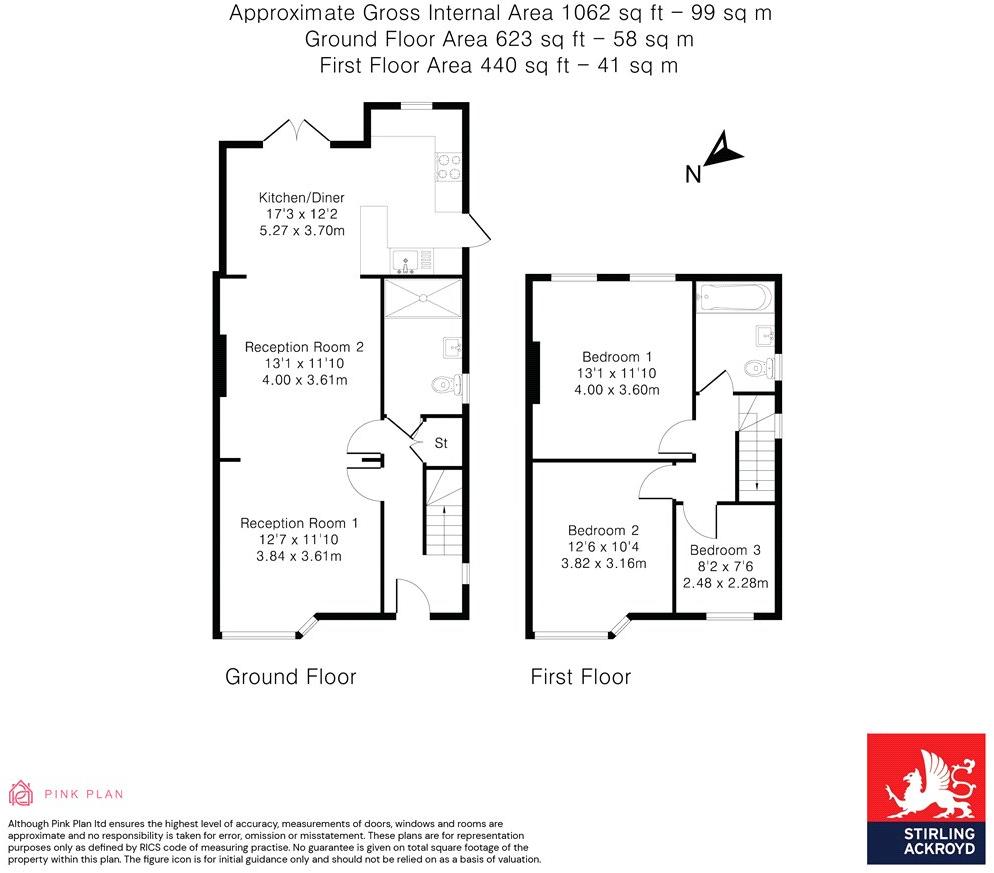 Approximate Gross Internal Area 1062 sq ft – 99 sq m
Ground Floor Area 623 sq ft – 58 sq m
First Floor Area 440 sq ft – 41 sq m
N
Kitchen/Diner
17'3 x 12'2
5.27 x 3.70m
Reception Room 2
13'1 x 11'10
4.00 x 3.61m
St
Reception Room 1
12'7 x 11'10
3.84 x 3.61m
Bedroom 1
13'1 x 11'10
4.00 x 3.60m
Bedroom 2
12'6 x 10'4
3.82 x 3.16m
Bedroom 3
8'2 x 7'6
2.48 x 2.28m
Ground Floor
First Floor
PINK PLAN
Although Pink Plan ltd ensures the highest level of accuracy, measurements of doors, windows and rooms are
approximate and no responsibility is taken for error, omission or misstatement. These plans are for representation
purposes only as defined by RICS code of measuring practise. No guarantee is given on total square footage of the
property within this plan. The figure icon is for initial guidance only and should not be relied on as a basis of valuation.
STIRLING
ACKROYD